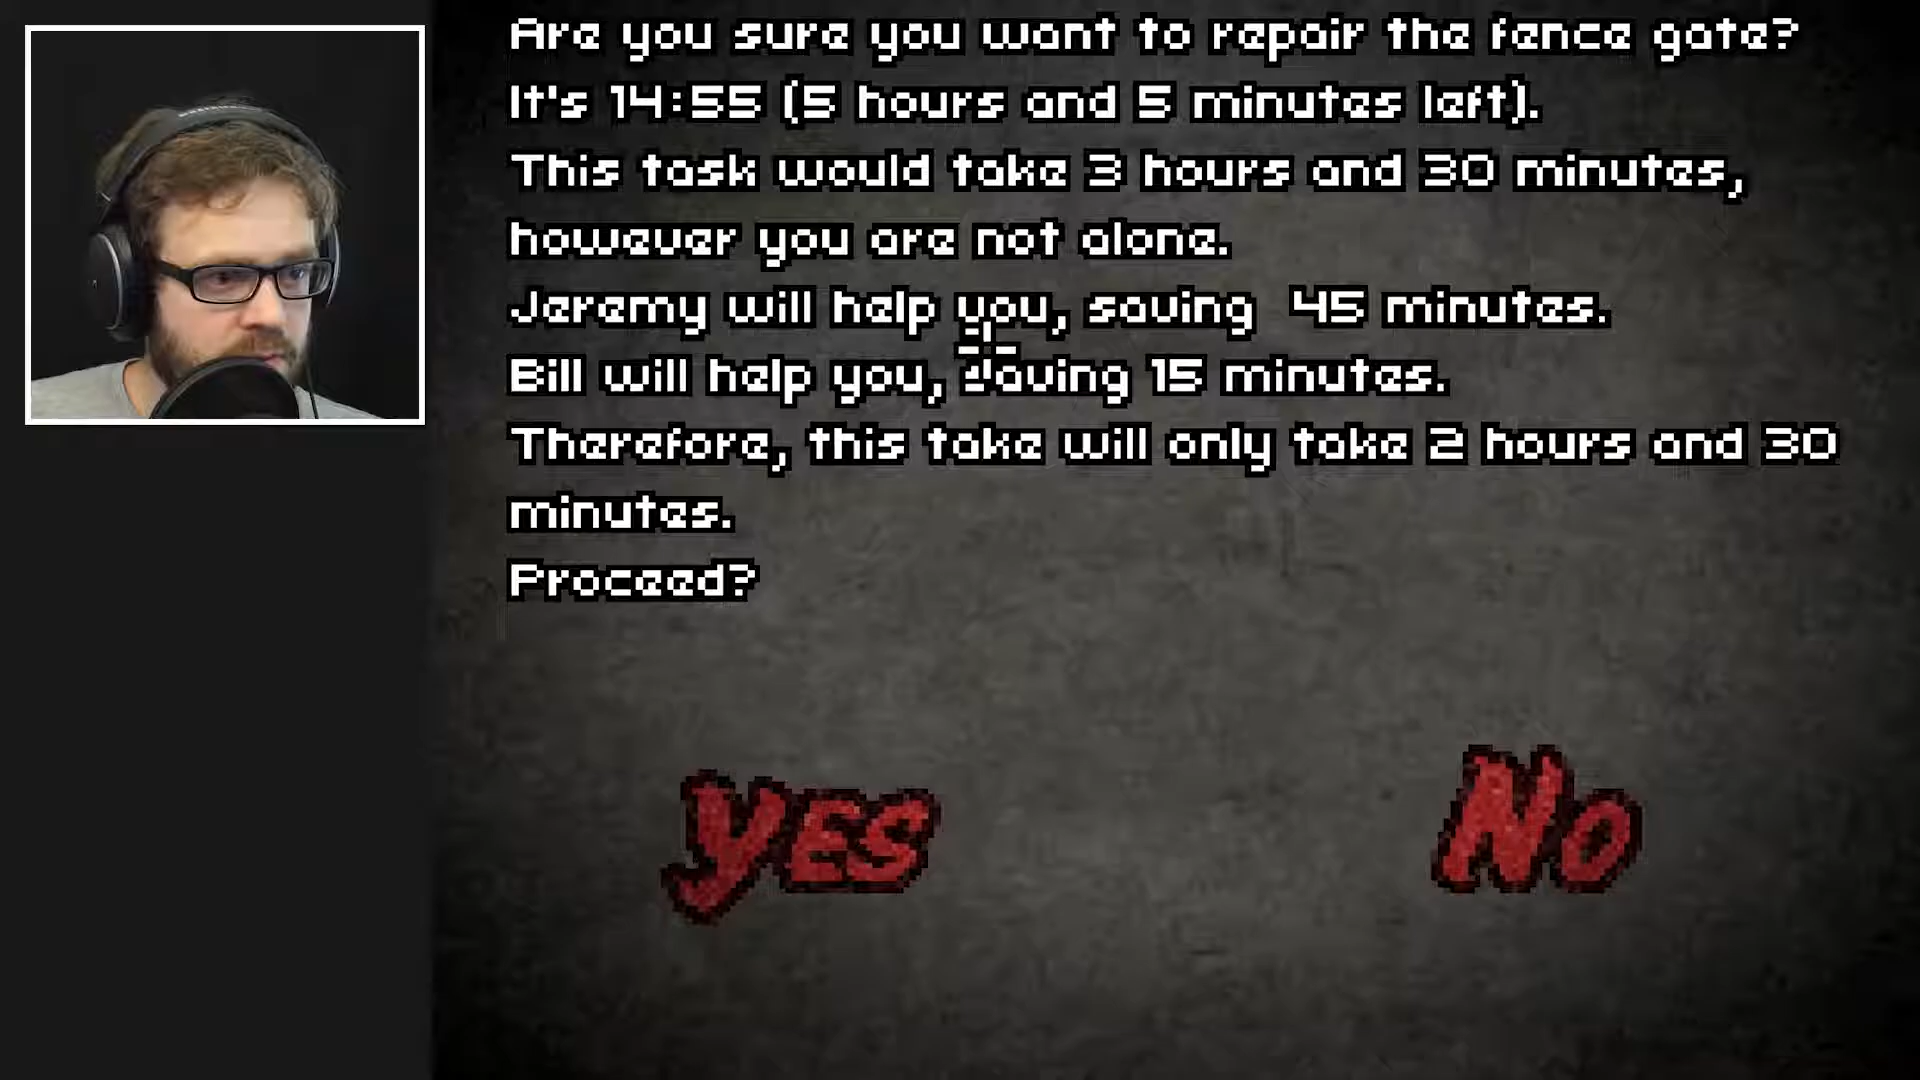 Are you sure you want to repair the fence gate?
It's 14:55 (5 hours and 5 minutes left).
This task would take 3 hours and 30 minutes,
however you are not alone.
Jeremy will help you, saving  45 minutes.
Bill will help you, saving 15 minutes.
Therefore, this take will only take 2 hours and 30
minutes.
Proceed?
Yes No